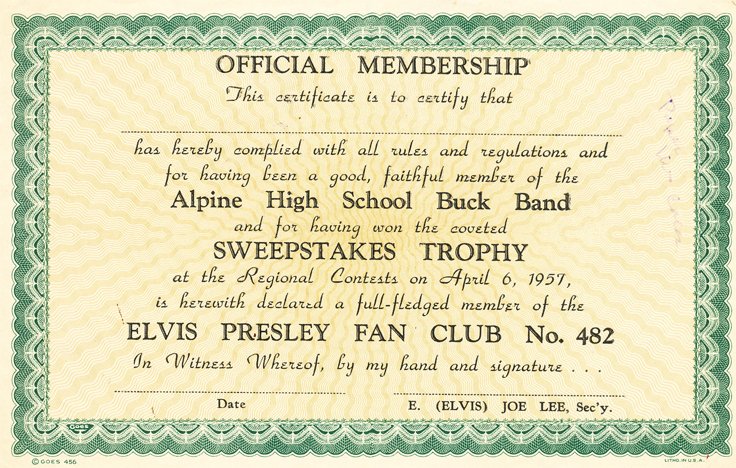 OFFICIAL MEMBERSHIP
This certificate is to certify that
has hereby complied with all rules and regulations and
for having been a good, faithful member of the
Alpine High School Buck Band
and for having won the coveted
SWEEPSTAKES TROPHY
at the Regional Contests on April 6, 1957,
is herewith declared a full-fledged member of the
ELVIS PRESLEY FAN CLUB No. 482
In Witness Whereof, by my hand and signature . . .
Date
E. (ELVIS) JOE LEE, Sec'y.
GOES
© GOES 456
LITHO. IN U.S.A.